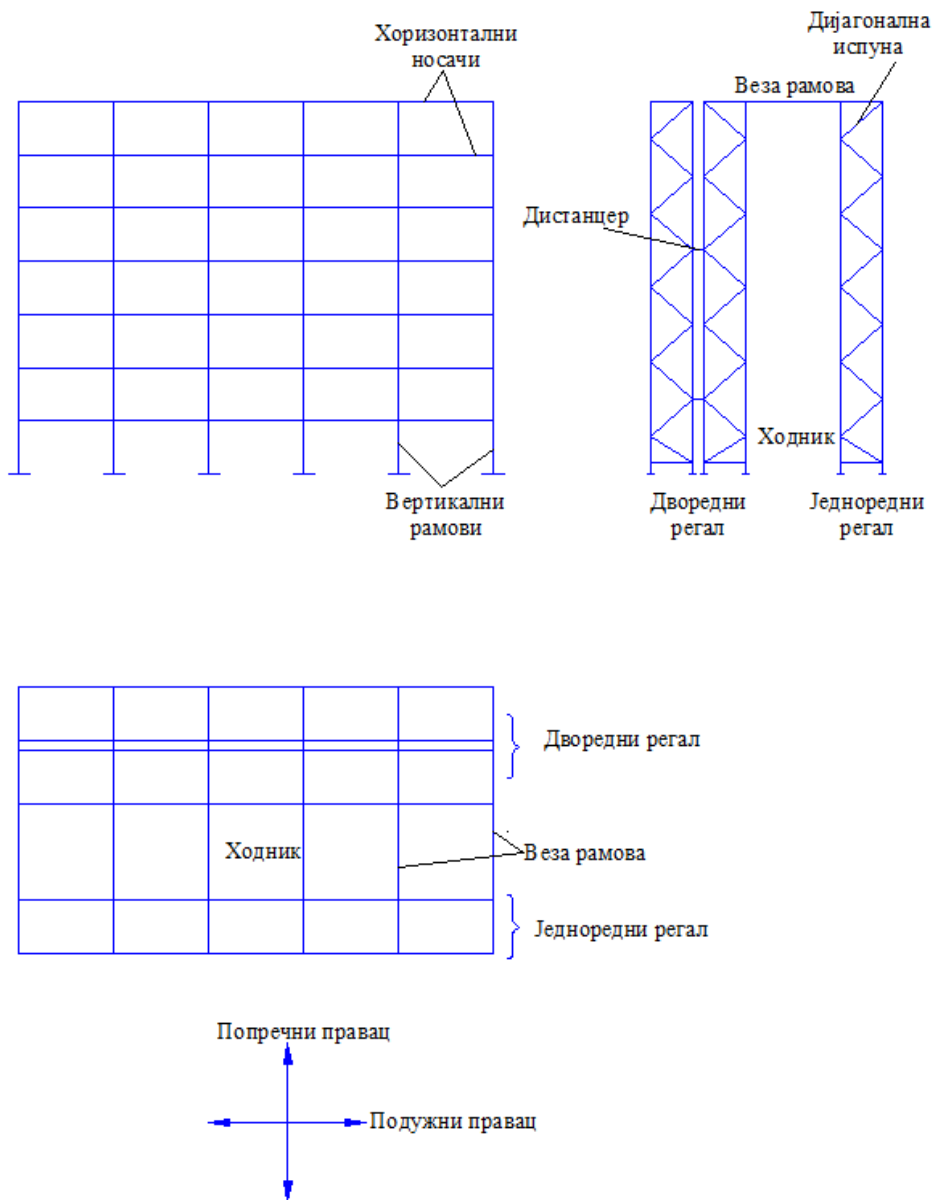 Хоризонтални
носачи
Дијагонална
испуна
Веза рамова
Дистанцер
Ходник
Вертикални
рамови
Дворедни
регал
Једноредни
регал
Дворедни регал
Ходник
Веза рамова
Једноредни регал
Попречни правац
Подужни правац